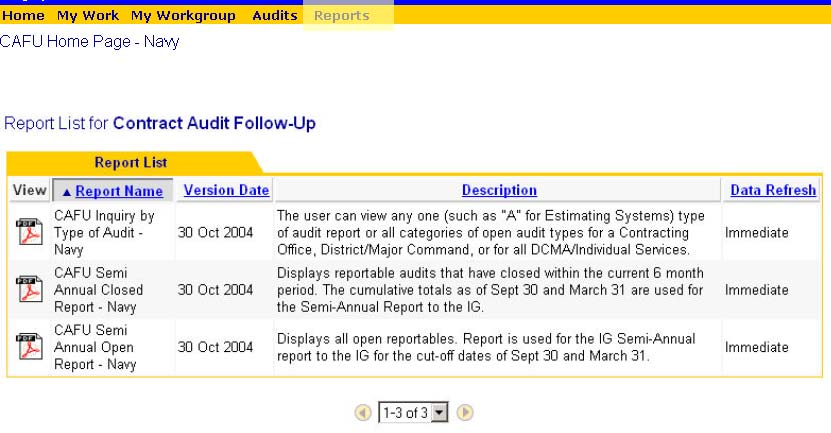 Home My Work My Workgroup Audits Reports
CAFU Home Page - Navy
Report List for Contract Audit Follow-Up
Report List
View Report Name Version Date Description Data Refresh
PDF
CAFU Inquiry by
Type of Audit -
Navy
30 Oct 2004
The user can view any one (such as "A" for Estimating Systems) type
of audit report or all categories of open audit types for a Contracting
Office, District/Major Command, or for all DCMA/Individual Services.
Immediate
PDF
CAFU Semi
Annual Closed
Report - Navy
30 Oct 2004
Displays reportable audits that have closed within the current 6 month
period. The cumulative totals as of Sept 30 and March 31 are used for
the Semi-Annual Report to the IG.
Immediate
PDF
CAFU Semi
Annual Open
Report - Navy
30 Oct 2004
Displays all open reportables. Report is used for the IG Semi-Annual
report to the IG for the cut-off dates of Sept 30 and March 31.
Immediate
1-3 of 3